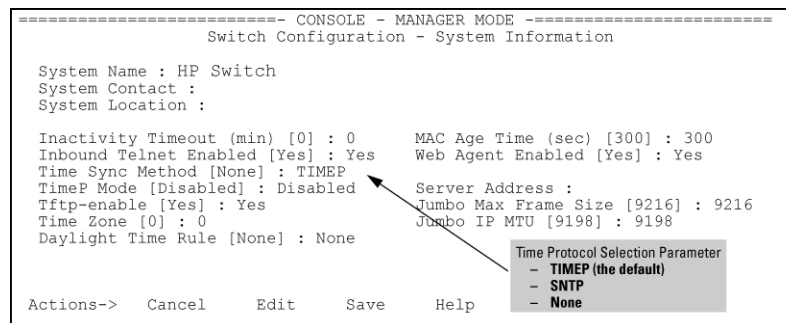 ==========================- CONSOLE - MANAGER MODE -========================
Switch Configuration - System Information
System Name : HP Switch
System Contact :
System Location :
Inactivity Timeout (min) [0] : 0 MAC Age Time (sec) [300] : 300
Inbound Telnet Enabled [Yes] : Yes Web Agent Enabled [Yes] : Yes
Time Sync Method [None] : TIMEP
TimeP Mode [Disabled] : Disabled Server Address :
Tftp-enable [Yes] : Yes Jumbo Max Frame Size [9216] : 9216
Time Zone [0] : 0 Jumbo IP MTU [9198] : 9198
Daylight Time Rule [None] : None
Time Protocol Selection Parameter
– TIMEP (the default)
– SNTP
– None
Actions-> Cancel Edit Save Help